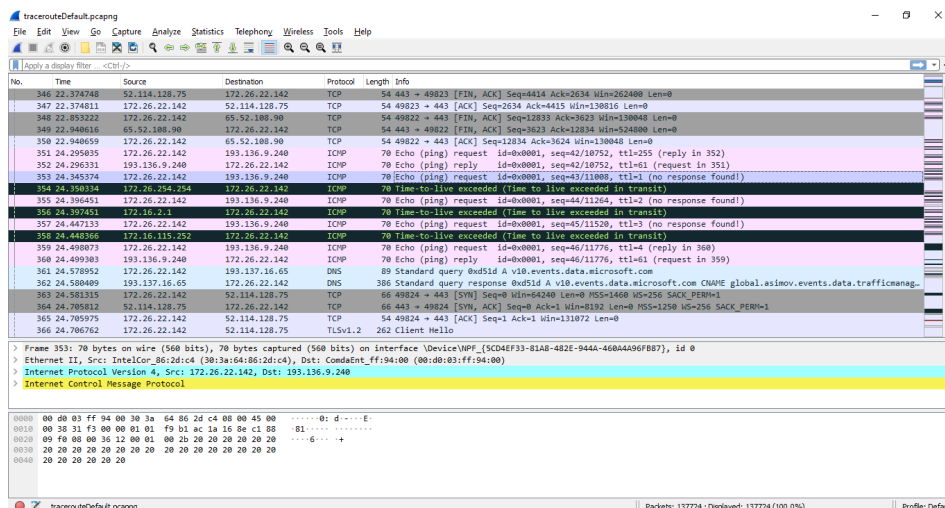 tracerouteDefault.pcapng
File Edit View Go Capture Analyze Statistics Telephony Wireless Tools Help
Apply a display filter ... <Ctrl-/>
No. Time Source Destination Protocol Length Info
346 22.374748 52.114.128.75 172.26.22.142 TCP 54 443 → 49823 [FIN, ACK] Seq=4414 Ack=2634 Win=262400 Len=0
347 22.374811 172.26.22.142 52.114.128.75 TCP 54 49823 → 443 [ACK] Seq=2634 Ack=4415 Win=130816 Len=0
348 22.853222 172.26.22.142 65.52.108.90 TCP 54 49822 → 443 [FIN, ACK] Seq=12833 Ack=3623 Win=130048 Len=0
349 22.940616 65.52.108.90 172.26.22.142 TCP 54 443 → 49822 [FIN, ACK] Seq=3623 Ack=12834 Win=524800 Len=0
350 22.940659 172.26.22.142 65.52.108.90 TCP 54 49822 → 443 [ACK] Seq=12834 Ack=3624 Win=130048 Len=0
351 24.295035 172.26.22.142 193.136.9.240 ICMP 70 Echo (ping) request id=0x0001, seq=42/10752, ttl=255 (reply in 352)
352 24.296331 193.136.9.240 172.26.22.142 ICMP 70 Echo (ping) reply id=0x0001, seq=42/10752, ttl=61 (request in 351)
353 24.345374 172.26.22.142 193.136.9.240 ICMP 70 Echo (ping) request id=0x0001, seq=43/11008, ttl=1 (no response found!)
354 24.350334 172.26.254.254 172.26.22.142 ICMP 70 Time-to-live exceeded (Time to live exceeded in transit)
355 24.396451 172.26.22.142 193.136.9.240 ICMP 70 Echo (ping) request id=0x0001, seq=44/11264, ttl=2 (no response found!)
356 24.397451 172.16.2.1 172.26.22.142 ICMP 70 Time-to-live exceeded (Time to live exceeded in transit)
357 24.447133 172.26.22.142 193.136.9.240 ICMP 70 Echo (ping) request id=0x0001, seq=45/11520, ttl=3 (no response found!)
358 24.448366 172.16.115.252 172.26.22.142 ICMP 70 Time-to-live exceeded (Time to live exceeded in transit)
359 24.498073 172.26.22.142 193.136.9.240 ICMP 70 Echo (ping) request id=0x0001, seq=46/11776, ttl=4 (reply in 360)
360 24.499303 193.136.9.240 172.26.22.142 ICMP 70 Echo (ping) reply id=0x0001, seq=46/11776, ttl=61 (request in 359)
361 24.578952 172.26.22.142 193.137.16.65 DNS 89 Standard query 0xd51d A v10.events.data.microsoft.com
362 24.580409 193.137.16.65 172.26.22.142 DNS 386 Standard query response 0xd51d A v10.events.data.microsoft.com CNAME global.asimov.events.data.trafficmanag…
363 24.581315 172.26.22.142 52.114.128.75 TCP 66 49824 → 443 [SYN] Seq=0 Win=64240 Len=0 MSS=1460 WS=256 SACK_PERM=1
364 24.705812 52.114.128.75 172.26.22.142 TCP 66 443 → 49824 [SYN, ACK] Seq=0 Ack=1 Win=8192 Len=0 MSS=1250 WS=256 SACK_PERM=1
365 24.705975 172.26.22.142 52.114.128.75 TCP 54 49824 → 443 [ACK] Seq=1 Ack=1 Win=131072 Len=0
366 24.706762 172.26.22.142 52.114.128.75 TLSv1.2 262 Client Hello
> Frame 353: 70 bytes on wire (560 bits), 70 bytes captured (560 bits) on interface \Device\NPF_{5CD4EF33-81A8-482E-944A-460A4A96FB87}, id 0
> Ethernet II, Src: IntelCor_86:2d:c4 (30:3a:64:86:2d:c4), Dst: ComdaEnt_ff:94:00 (00:d0:03:ff:94:00)
> Internet Protocol Version 4, Src: 172.26.22.142, Dst: 193.136.9.240
> Internet Control Message Protocol
0000 00 d0 03 ff 94 00 30 3a 64 86 2d c4 08 00 45 00 ······0: d·-···E·
0010 00 38 31 f3 00 00 01 01 f9 b1 ac 1a 16 8e c1 88 ·81····· ········
0020 09 f0 08 00 36 12 00 01 00 2b 20 20 20 20 20 20 ····6··· ·+
0030 20 20 20 20 20 20 20 20 20 20 20 20 20 20 20 20
0040 20 20 20 20 20 20
tracerouteDefault.pcapng Packets: 137724 · Displayed: 137724 (100.0%) Profile: Defa